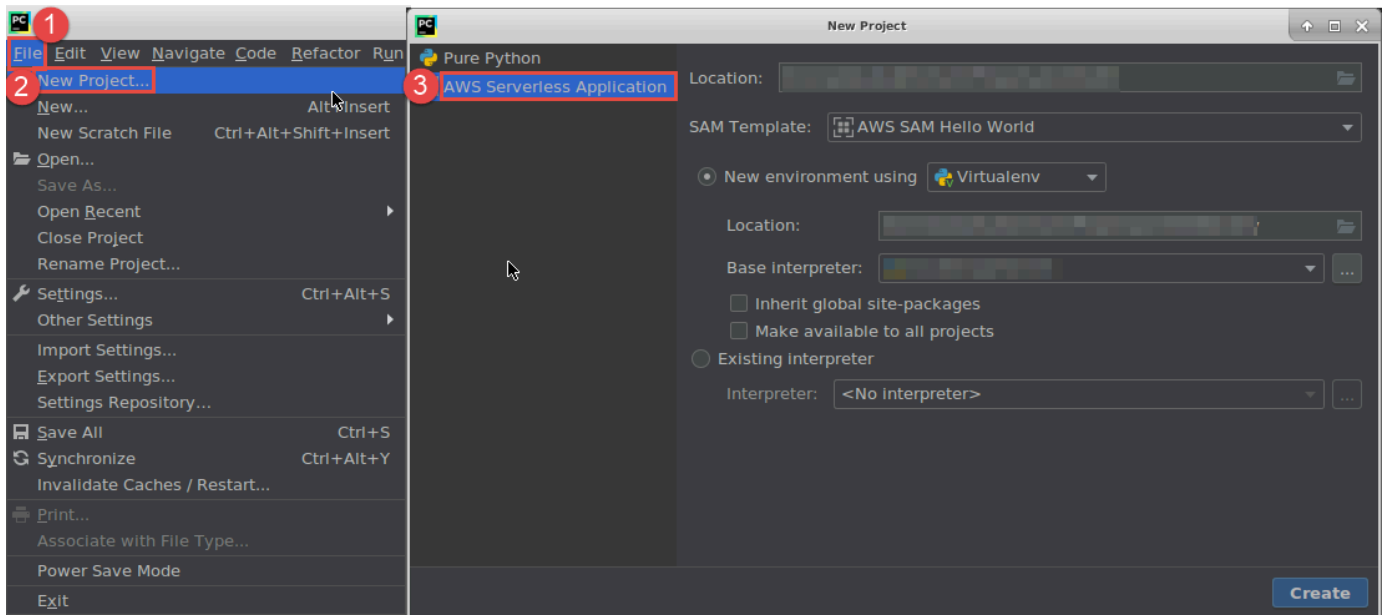 PC
1
File Edit View Navigate Code Refactor Run
2
New Project...
New... Alt+Insert
New Scratch File Ctrl+Alt+Shift+Insert
Open...
Save As...
Open Recent
Close Project
Rename Project...
Settings... Ctrl+Alt+S
Other Settings
Import Settings...
Export Settings...
Settings Repository...
Save All Ctrl+S
Synchronize Ctrl+Alt+Y
Invalidate Caches / Restart...
Print...
Associate with File Type...
Power Save Mode
Exit
PC
New Project
Pure Python
3
AWS Serverless Application
Location:
SAM Template: AWS SAM Hello World
New environment using Virtualenv
Location:
Base interpreter: ...
Inherit global site-packages
Make available to all projects
Existing interpreter
Interpreter: <No interpreter> ...
Create